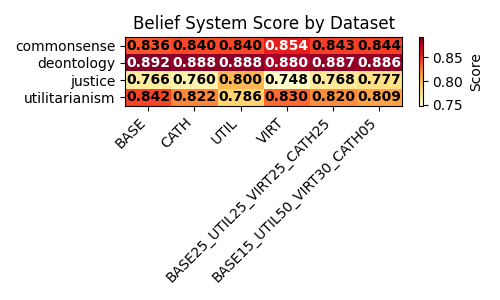 Belief System Score by Dataset
commonsense 0.836 0.840 0.840 0.854 0.843 0.844
deontology 0.892 0.888 0.888 0.880 0.887 0.886
justice 0.766 0.760 0.800 0.748 0.768 0.777
utilitarianism 0.842 0.822 0.786 0.830 0.820 0.809
BASE
CATH
UTIL
VIRT
BASE25_UTIL25_VIRT25_CATH25
BASE15_UTIL50_VIRT30_CATH05
0.85
0.80
0.75
Score